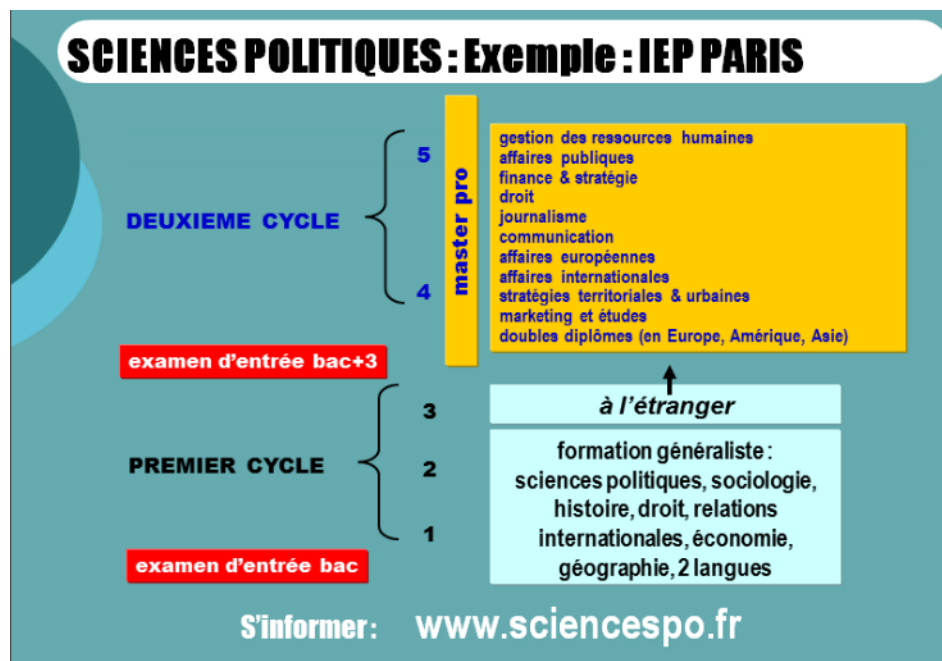 SCIENCES POLITIQUES : Exemple : IEP PARIS
5
DEUXIEME CYCLE
4
master pro
gestion des ressources humaines
affaires publiques
finance & stratégie
droit
journalisme
communication
affaires européennes
affaires internationales
stratégies territoriales & urbaines
marketing et études
doubles diplômes (en Europe, Amérique, Asie)
examen d'entrée bac+3
3
PREMIER CYCLE
2
1
à l'étranger
formation généraliste :
sciences politiques, sociologie,
histoire, droit, relations
internationales, économie,
géographie, 2 langues
examen d'entrée bac
S'informer : www.sciencespo.fr